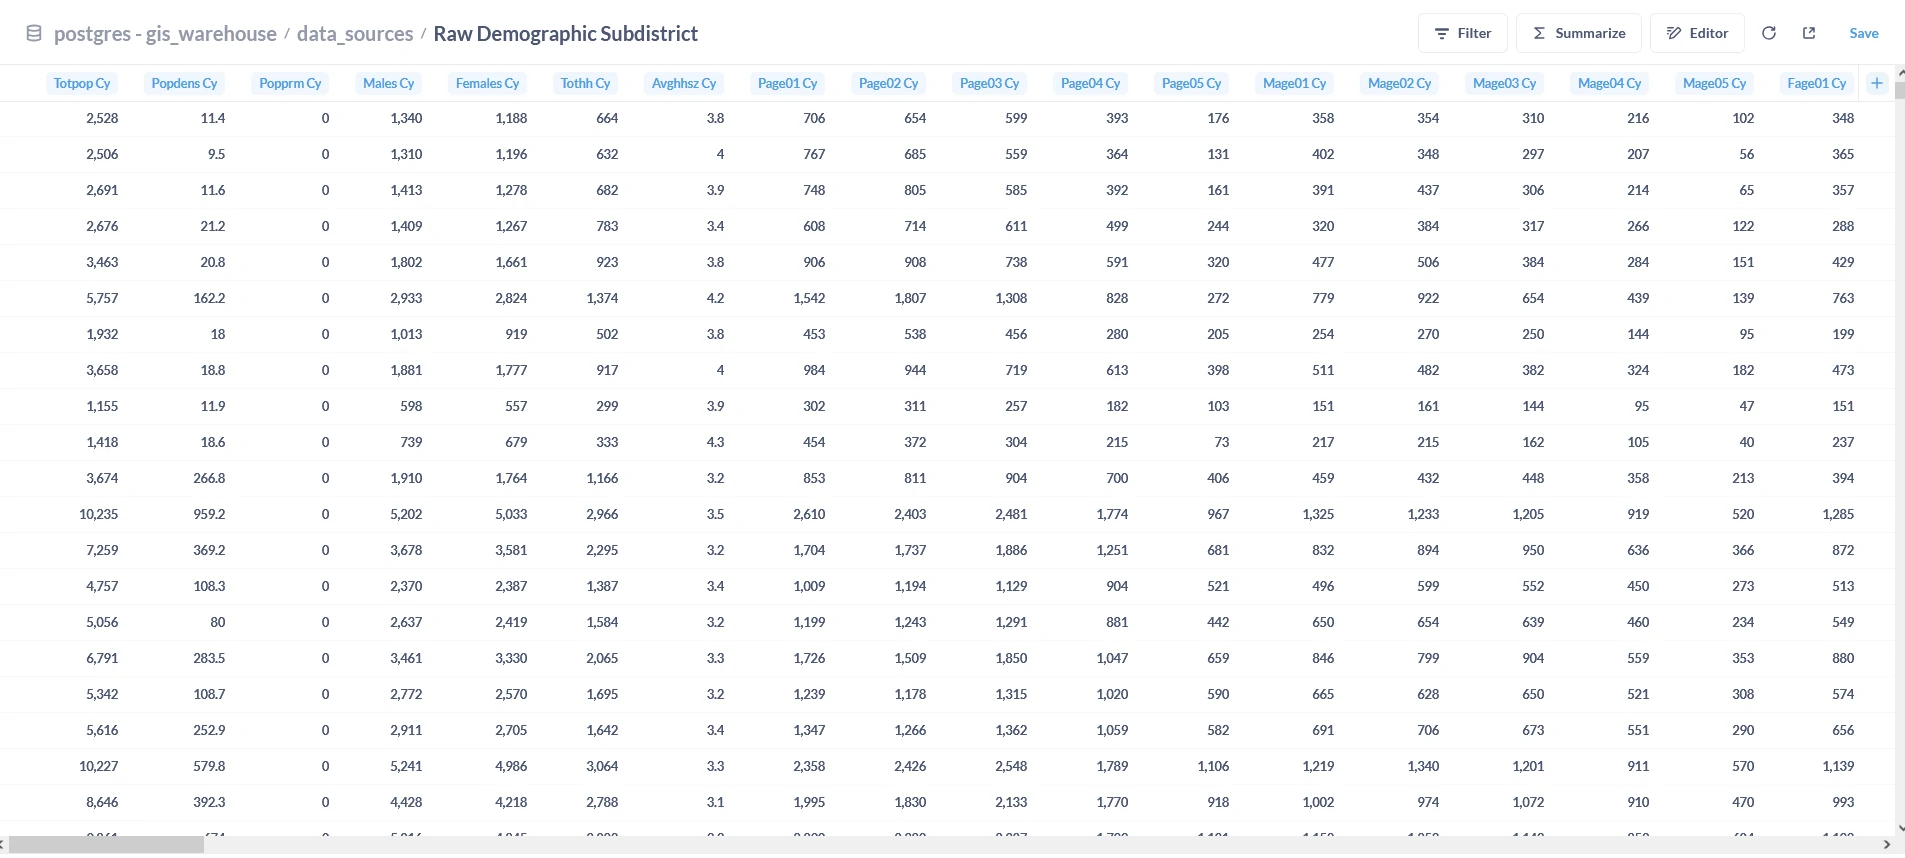 postgres - gis_warehouse / data_sources / Raw Demographic Subdistrict Filter Summarize Editor Save
Totpop Cy Popdens Cy Popprm Cy Males Cy Females Cy Tothh Cy Avghhsz Cy Page01 Cy Page02 Cy Page03 Cy Page04 Cy Page05 Cy Mage01 Cy Mage02 Cy Mage03 Cy Mage04 Cy Mage05 Cy Fage01 Cy +
2,528 11.4 0 1,340 1,188 664 3.8 706 654 599 393 176 358 354 310 216 102 348
2,506 9.5 0 1,310 1,196 632 4 767 685 559 364 131 402 348 297 207 56 365
2,691 11.6 0 1,413 1,278 682 3.9 748 805 585 392 161 391 437 306 214 65 357
2,676 21.2 0 1,409 1,267 783 3.4 608 714 611 499 244 320 384 317 266 122 288
3,463 20.8 0 1,802 1,661 923 3.8 906 908 738 591 320 477 506 384 284 151 429
5,757 162.2 0 2,933 2,824 1,374 4.2 1,542 1,807 1,308 828 272 779 922 654 439 139 763
1,932 18 0 1,013 919 502 3.8 453 538 456 280 205 254 270 250 144 95 199
3,658 18.8 0 1,881 1,777 917 4 984 944 719 613 398 511 482 382 324 182 473
1,155 11.9 0 598 557 299 3.9 302 311 257 182 103 151 161 144 95 47 151
1,418 18.6 0 739 679 333 4.3 454 372 304 215 73 217 215 162 105 40 237
3,674 266.8 0 1,910 1,764 1,166 3.2 853 811 904 700 406 459 432 448 358 213 394
10,235 959.2 0 5,202 5,033 2,966 3.5 2,610 2,403 2,481 1,774 967 1,325 1,233 1,205 919 520 1,285
7,259 369.2 0 3,678 3,581 2,295 3.2 1,704 1,737 1,886 1,251 681 832 894 950 636 366 872
4,757 108.3 0 2,370 2,387 1,387 3.4 1,009 1,194 1,129 904 521 496 599 552 450 273 513
5,056 80 0 2,637 2,419 1,584 3.2 1,199 1,243 1,291 881 442 650 654 639 460 234 549
6,791 283.5 0 3,461 3,330 2,065 3.3 1,726 1,509 1,850 1,047 659 846 799 904 559 353 880
5,342 108.7 0 2,772 2,570 1,695 3.2 1,239 1,178 1,315 1,020 590 665 628 650 521 308 574
5,616 252.9 0 2,911 2,705 1,642 3.4 1,347 1,266 1,362 1,059 582 691 706 673 551 290 656
10,227 579.8 0 5,241 4,986 3,064 3.3 2,358 2,426 2,548 1,789 1,106 1,219 1,340 1,201 911 570 1,139
8,646 392.3 0 4,428 4,218 2,788 3.1 1,995 1,830 2,133 1,770 918 1,002 974 1,072 910 470 993